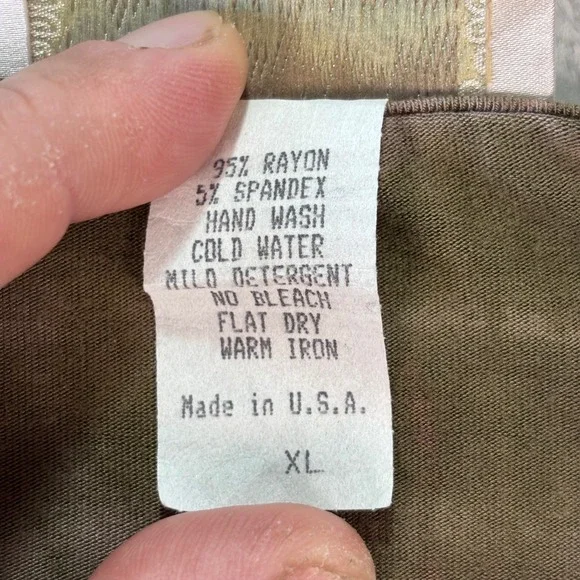 95% RAYON
5% SPANDEX
HAND WASH
COLD WATER
MILD DETERGENT
NO BLEACH
FLAT DRY
WARM IRON
Made in U.S.A.
XL